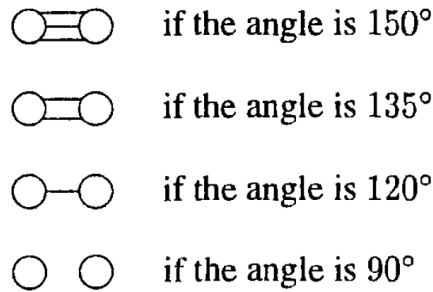 if the angle is 150°
if the angle is 135°
if the angle is 120°
if the angle is 90°